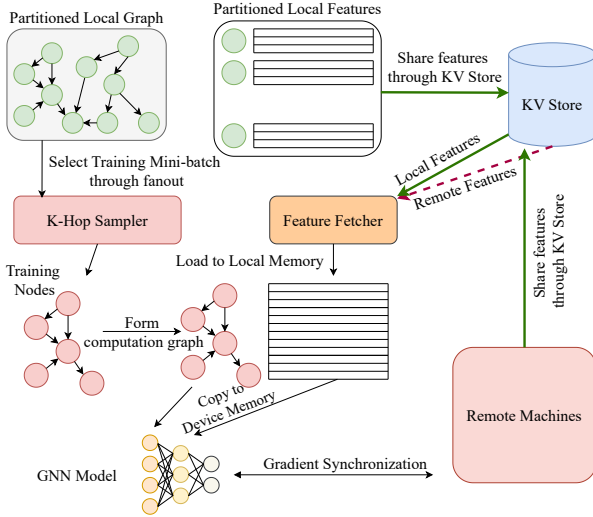 Partitioned Local Graph
Partitioned Local Features
Share features
through KV Store
KV Store
Select Training Mini-batch
through fanout
Local Features
Remote Features
K-Hop Sampler
Feature Fetcher
Share features
through KV Store
Training
Nodes
Load to Local Memory
Form
computation graph
Copy to
Device Memory
Remote Machines
GNN Model
Gradient Synchronization